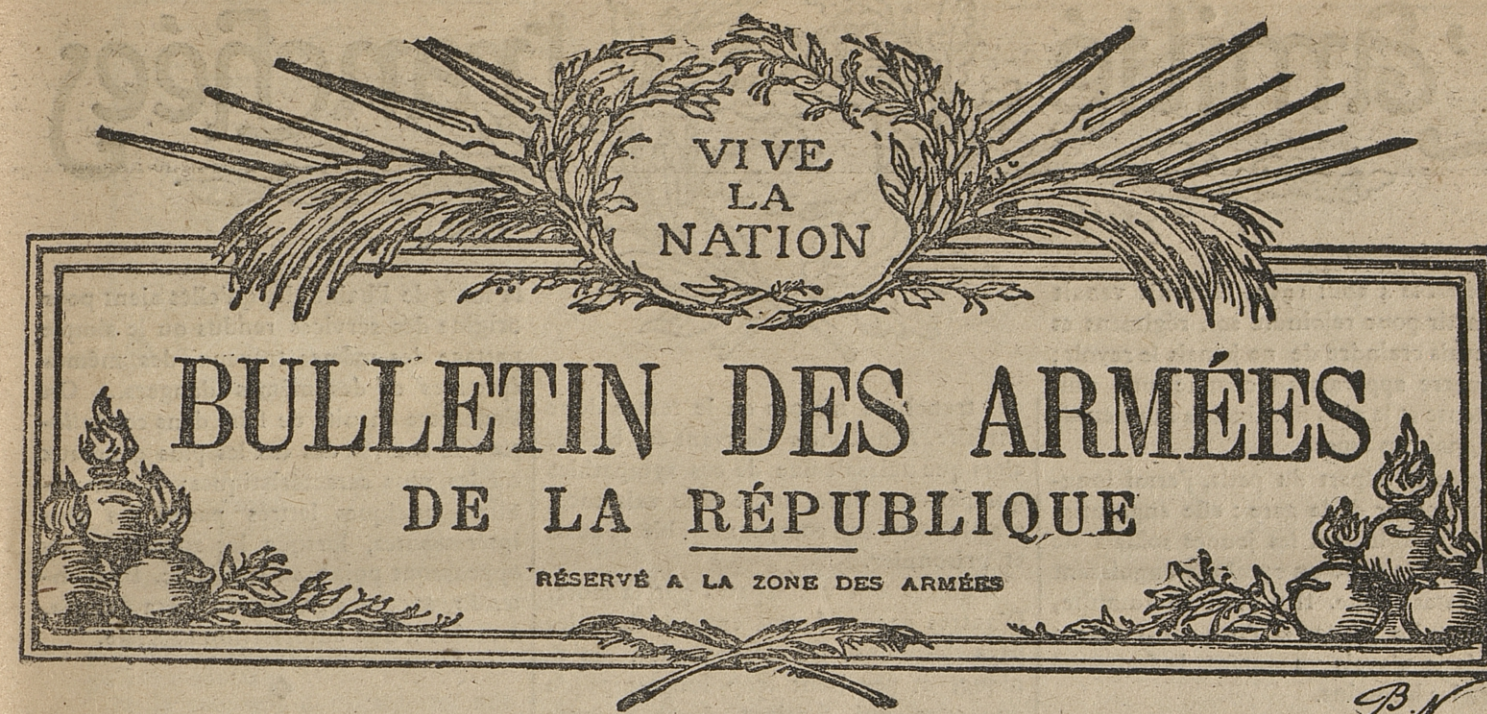 VIVE
LA
NATION
BULLETIN DES ARMÉES
DE LA RÉPUBLIQUE
RÉSERVÉ A LA ZONE DES ARMÉES
B.N